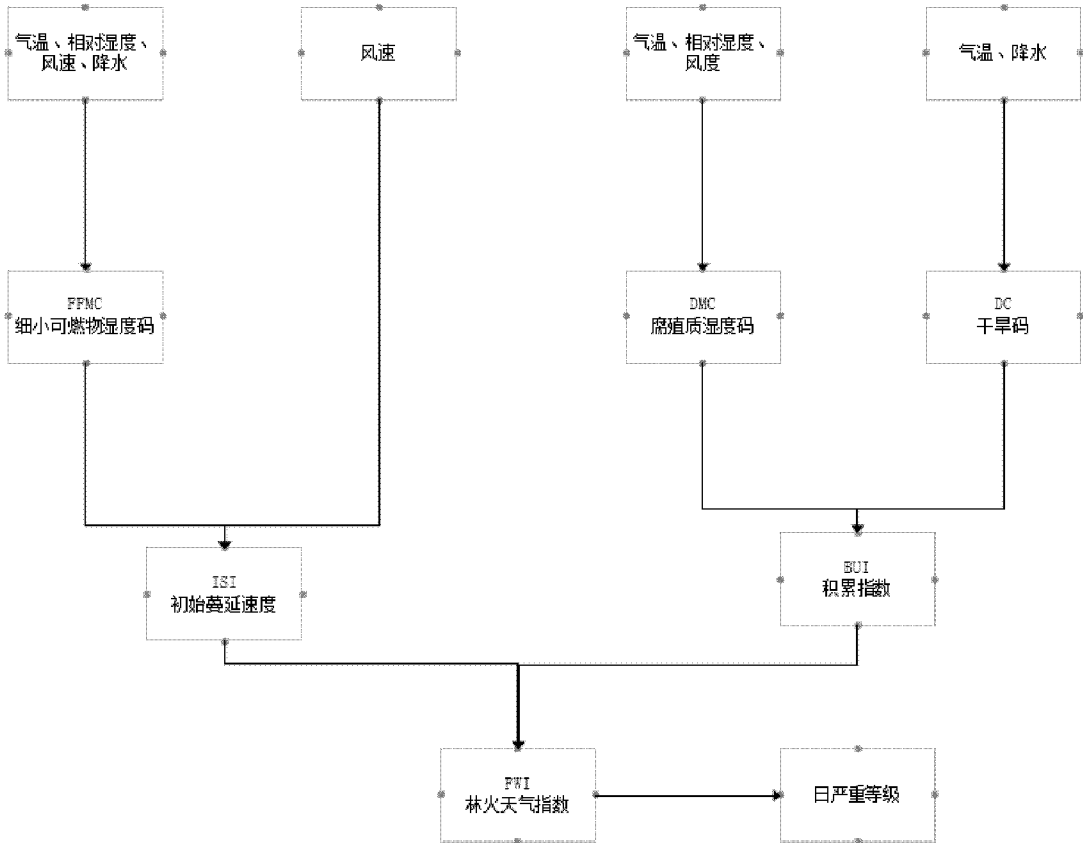 气温、相对湿度、
风速、降水
风速
气温、相对湿度、
风度
气温、降水
FFMC
细小可燃物湿度码
DMC
腐殖质湿度码
DC
干旱码
ISI
初始蔓延速度
BUI
积累指数
FWI
林火天气指数
日严重等级